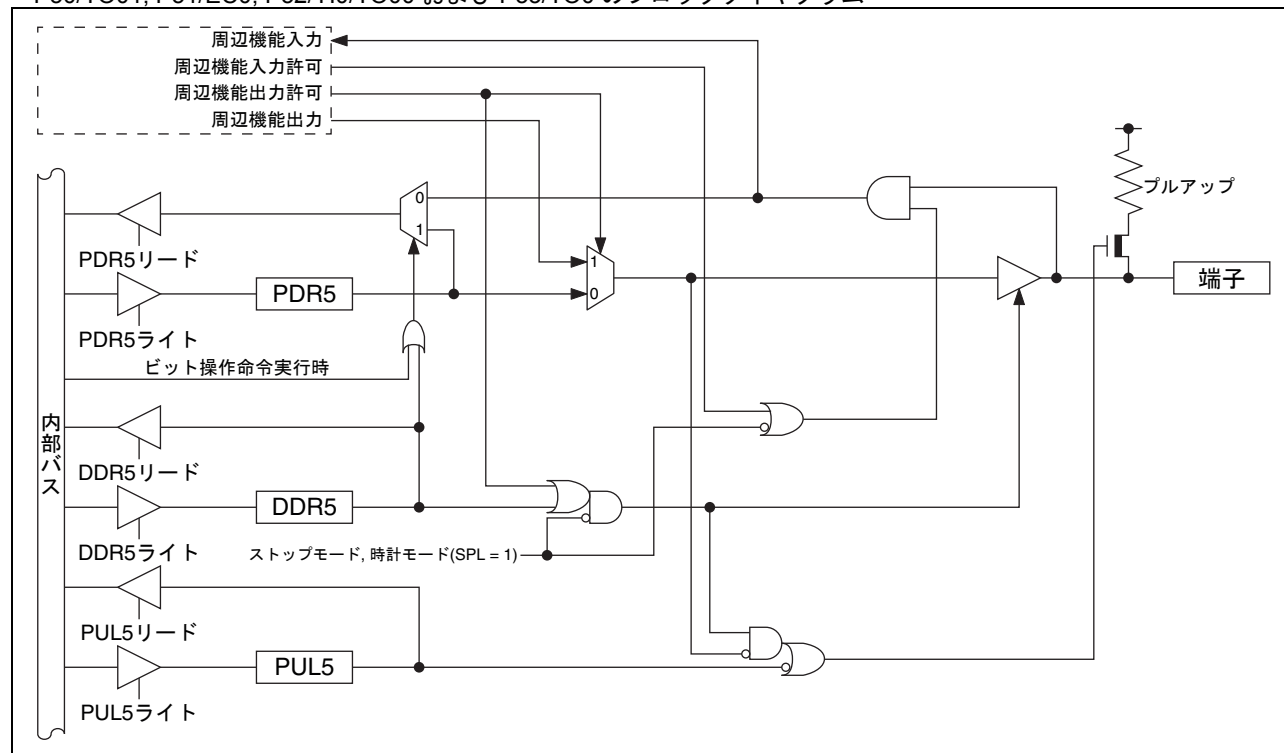 周辺機能入力
周辺機能入力許可
周辺機能出力許可
周辺機能出力
プルアップ
0
1
PDR5リード
1
PDR5
0
端子
PDR5ライト
ビット操作命令実行時
内部バス
DDR5リード
DDR5
DDR5ライト
ストップモード, 時計モード(SPL = 1)
PUL5リード
PUL5
PUL5ライト